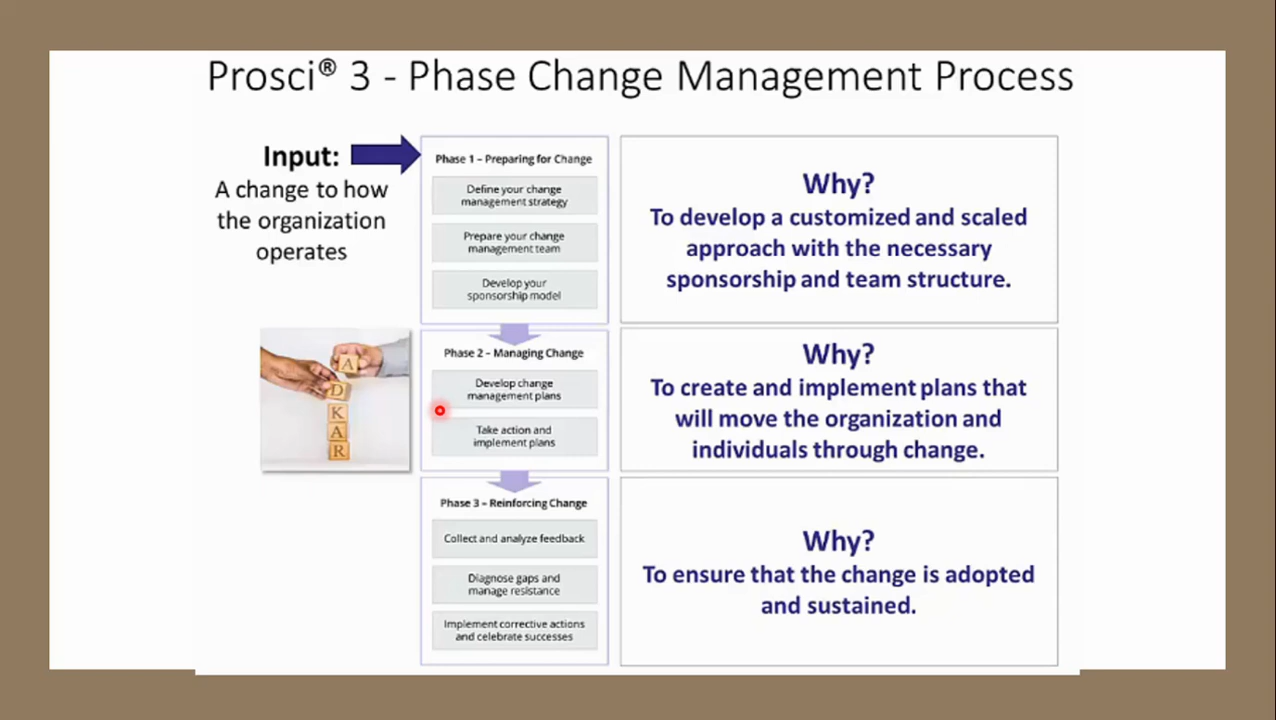 Prosci® 3 - Phase Change Management Process
Input:
A change to how
the organization
operates
Phase 1 – Preparing for Change
Define your change
management strategy
Prepare your change
management team
Develop your
sponsorship model
Why?
To develop a customized and scaled
approach with the necessary
sponsorship and team structure.
A
D
K
A
R
Phase 2 – Managing Change
Develop change
management plans
Take action and
implement plans
Why?
To create and implement plans that
will move the organization and
individuals through change.
Phase 3 – Reinforcing Change
Collect and analyze feedback
Diagnose gaps and
manage resistance
Implement corrective actions
and celebrate successes
Why?
To ensure that the change is adopted
and sustained.